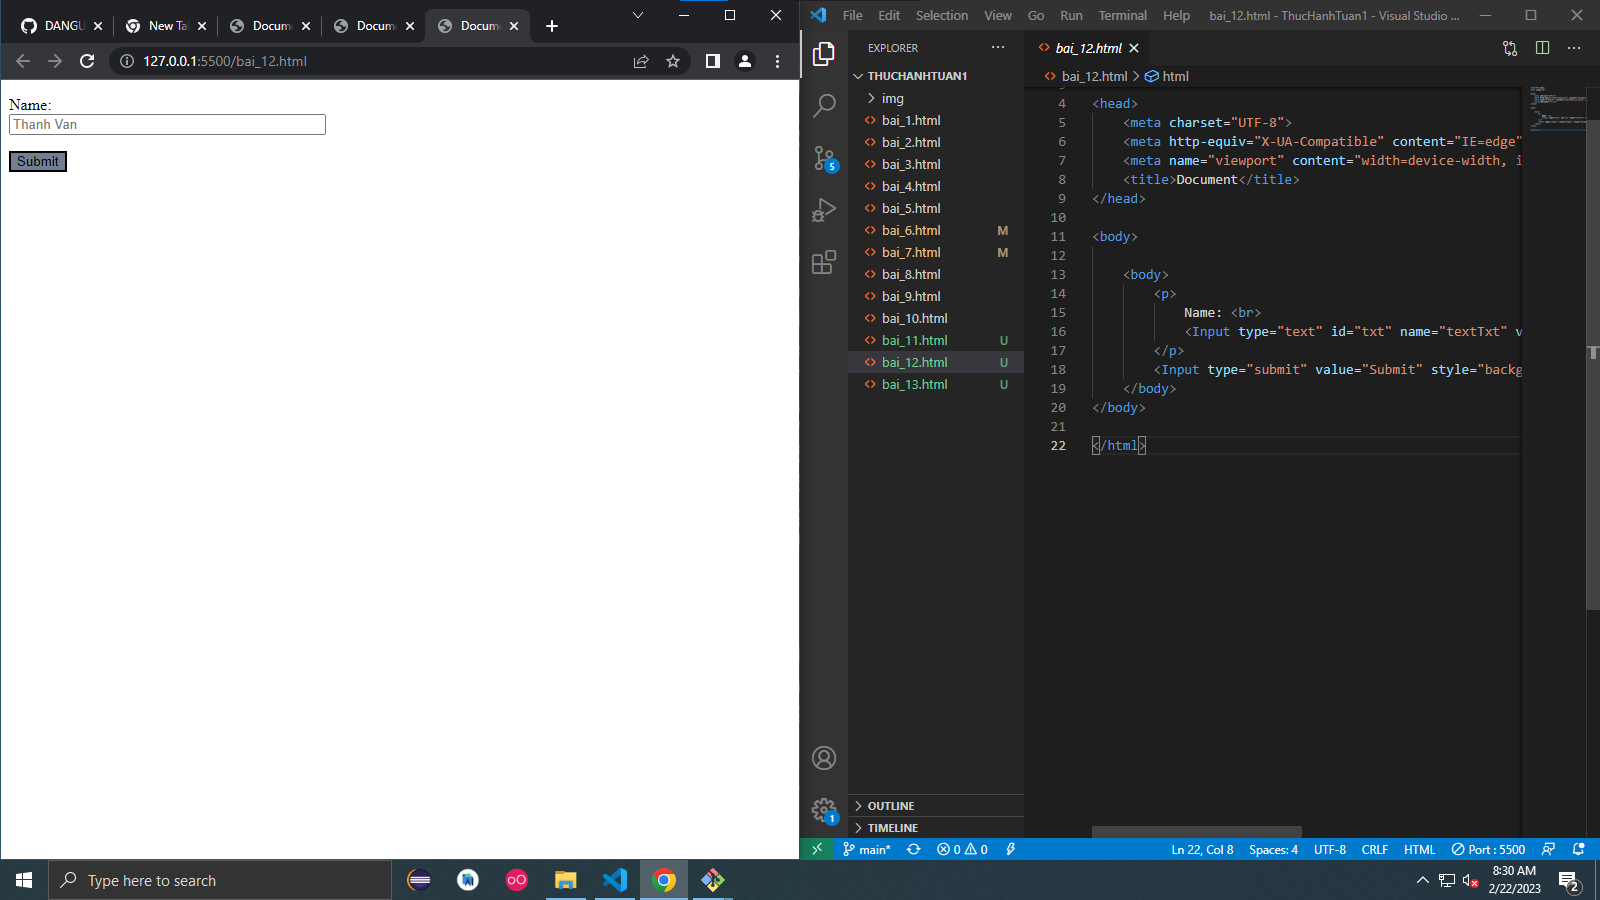 DANGU
New Ta
Docum
Docum
Docum
127.0.0.1:5500/bai_12.html
Name:
Thanh Van
Submit
File Edit Selection View Go Run Terminal Help bai_12.html - ThucHanhTuan1 - Visual Studio ...
EXPLORER
THUCHANHTUAN1
img
bai_1.html
bai_2.html
bai_3.html
bai_4.html
bai_5.html
bai_6.html M
bai_7.html M
bai_8.html
bai_9.html
bai_10.html
bai_11.html U
bai_12.html U
bai_13.html U
OUTLINE
TIMELINE
5
1
bai_12.html
bai_12.html > html
4 <head>
5 <meta charset="UTF-8">
6 <meta http-equiv="X-UA-Compatible" content="IE=edge"
7 <meta name="viewport" content="width=device-width, i
8 <title>Document</title>
9 </head>
10
11 <body>
12
13 <body>
14 <p>
15 Name: <br>
16 <Input type="text" id="txt" name="textTxt" v
17 </p>
18 <Input type="submit" value="Submit" style="backg
19 </body>
20 </body>
21
22 </html>
main* 0 0 Ln 22, Col 8 Spaces: 4 UTF-8 CRLF HTML Port : 5500
Type here to search
8:30 AM
2/22/2023
2